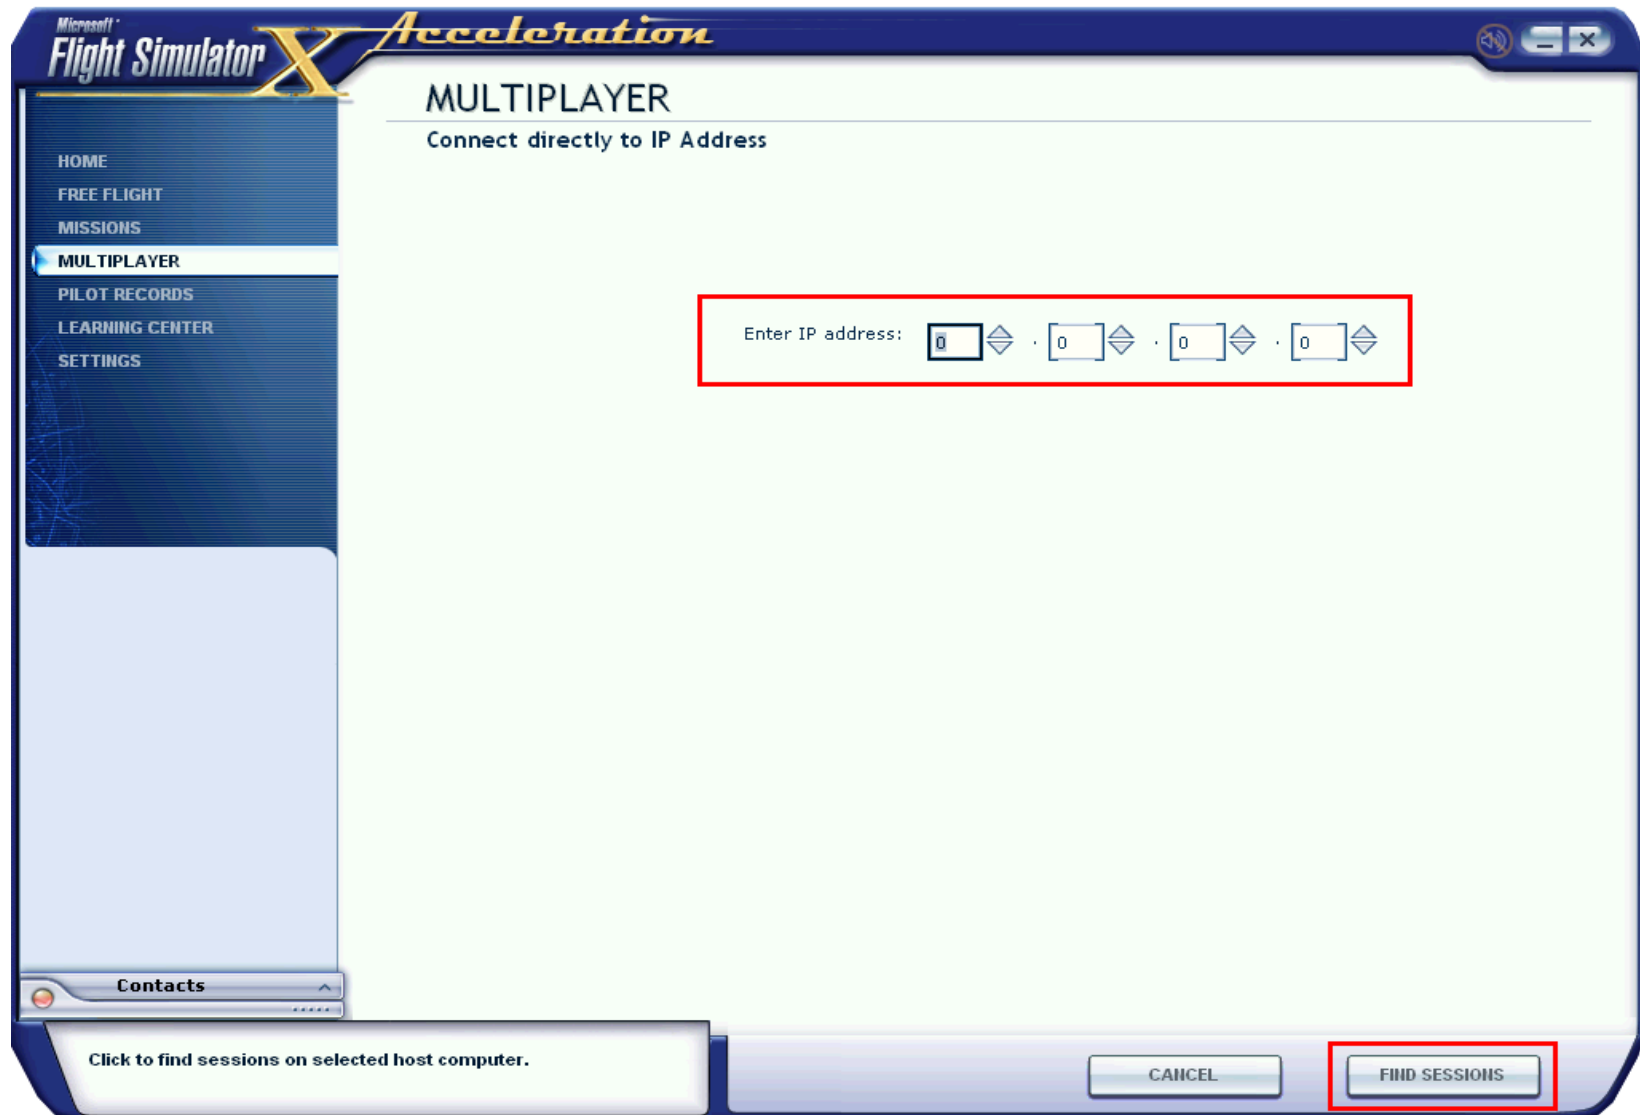 Microsoft
Flight Simulator X Acceleration
MULTIPLAYER
Connect directly to IP Address
HOME
FREE FLIGHT
MISSIONS
MULTIPLAYER
PILOT RECORDS
LEARNING CENTER
SETTINGS
Enter IP address: 0 . 0 . 0 . 0
Contacts
Click to find sessions on selected host computer.
CANCEL
FIND SESSIONS